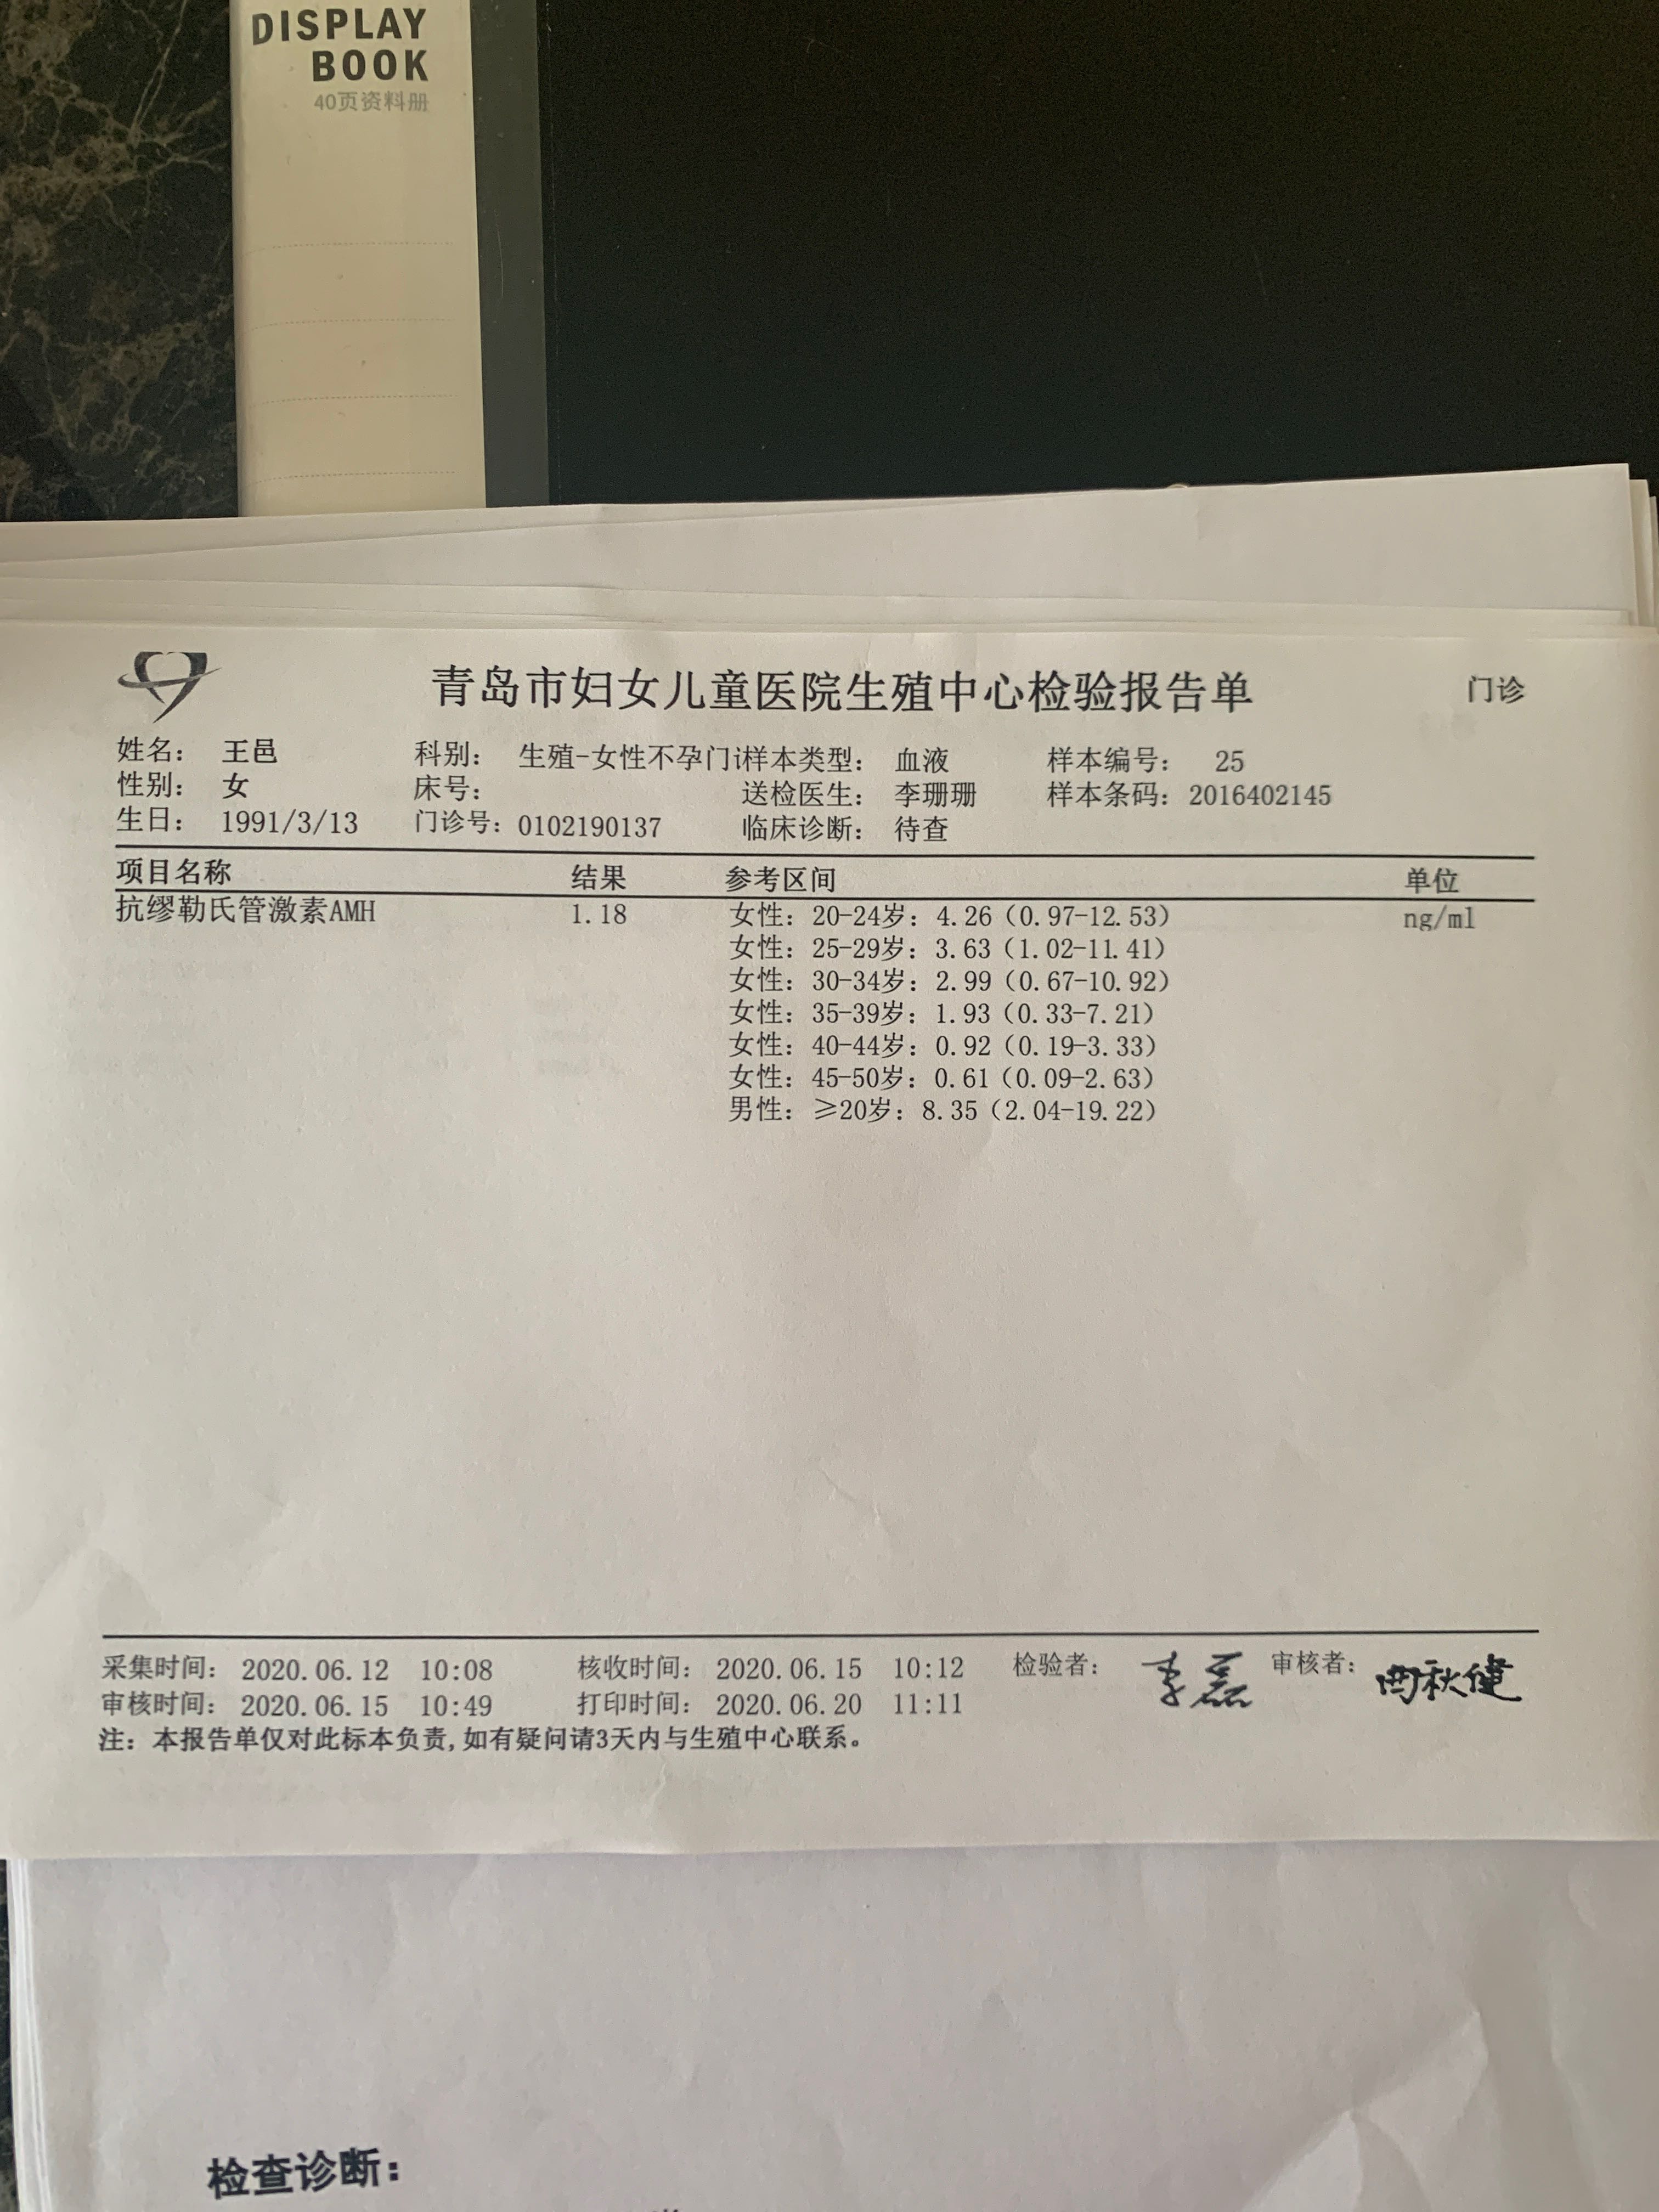 DISPLAY
BOOK
40页资料册
青岛市妇女儿童医院生殖中心检验报告单 门诊
姓名: 王邑 科别: 生殖-女性不孕门 样本类型: 血液 样本编号: 25
性别: 女 床号: 送检医生: 李珊珊 样本条码: 2016402145
生日: 1991/3/13 门诊号: 0102190137 临床诊断: 待查
项目名称 结果 参考区间 单位
抗缪勒氏管激素AMH 1.18 女性: 20-24岁: 4.26 (0.97-12.53) ng/ml
女性: 25-29岁: 3.63 (1.02-11.41)
女性: 30-34岁: 2.99 (0.67-10.92)
女性: 35-39岁: 1.93 (0.33-7.21)
女性: 40-44岁: 0.92 (0.19-3.33)
女性: 45-50岁: 0.61 (0.09-2.63)
男性: ≥20岁: 8.35 (2.04-19.22)
采集时间: 2020.06.12 10:08 核收时间: 2020.06.15 10:12 检验者: 李磊 审核者: 曲秋健
审核时间: 2020.06.15 10:49 打印时间: 2020.06.20 11:11
注: 本报告单仅对此标本负责,如有疑问请3天内与生殖中心联系。
检查诊断: